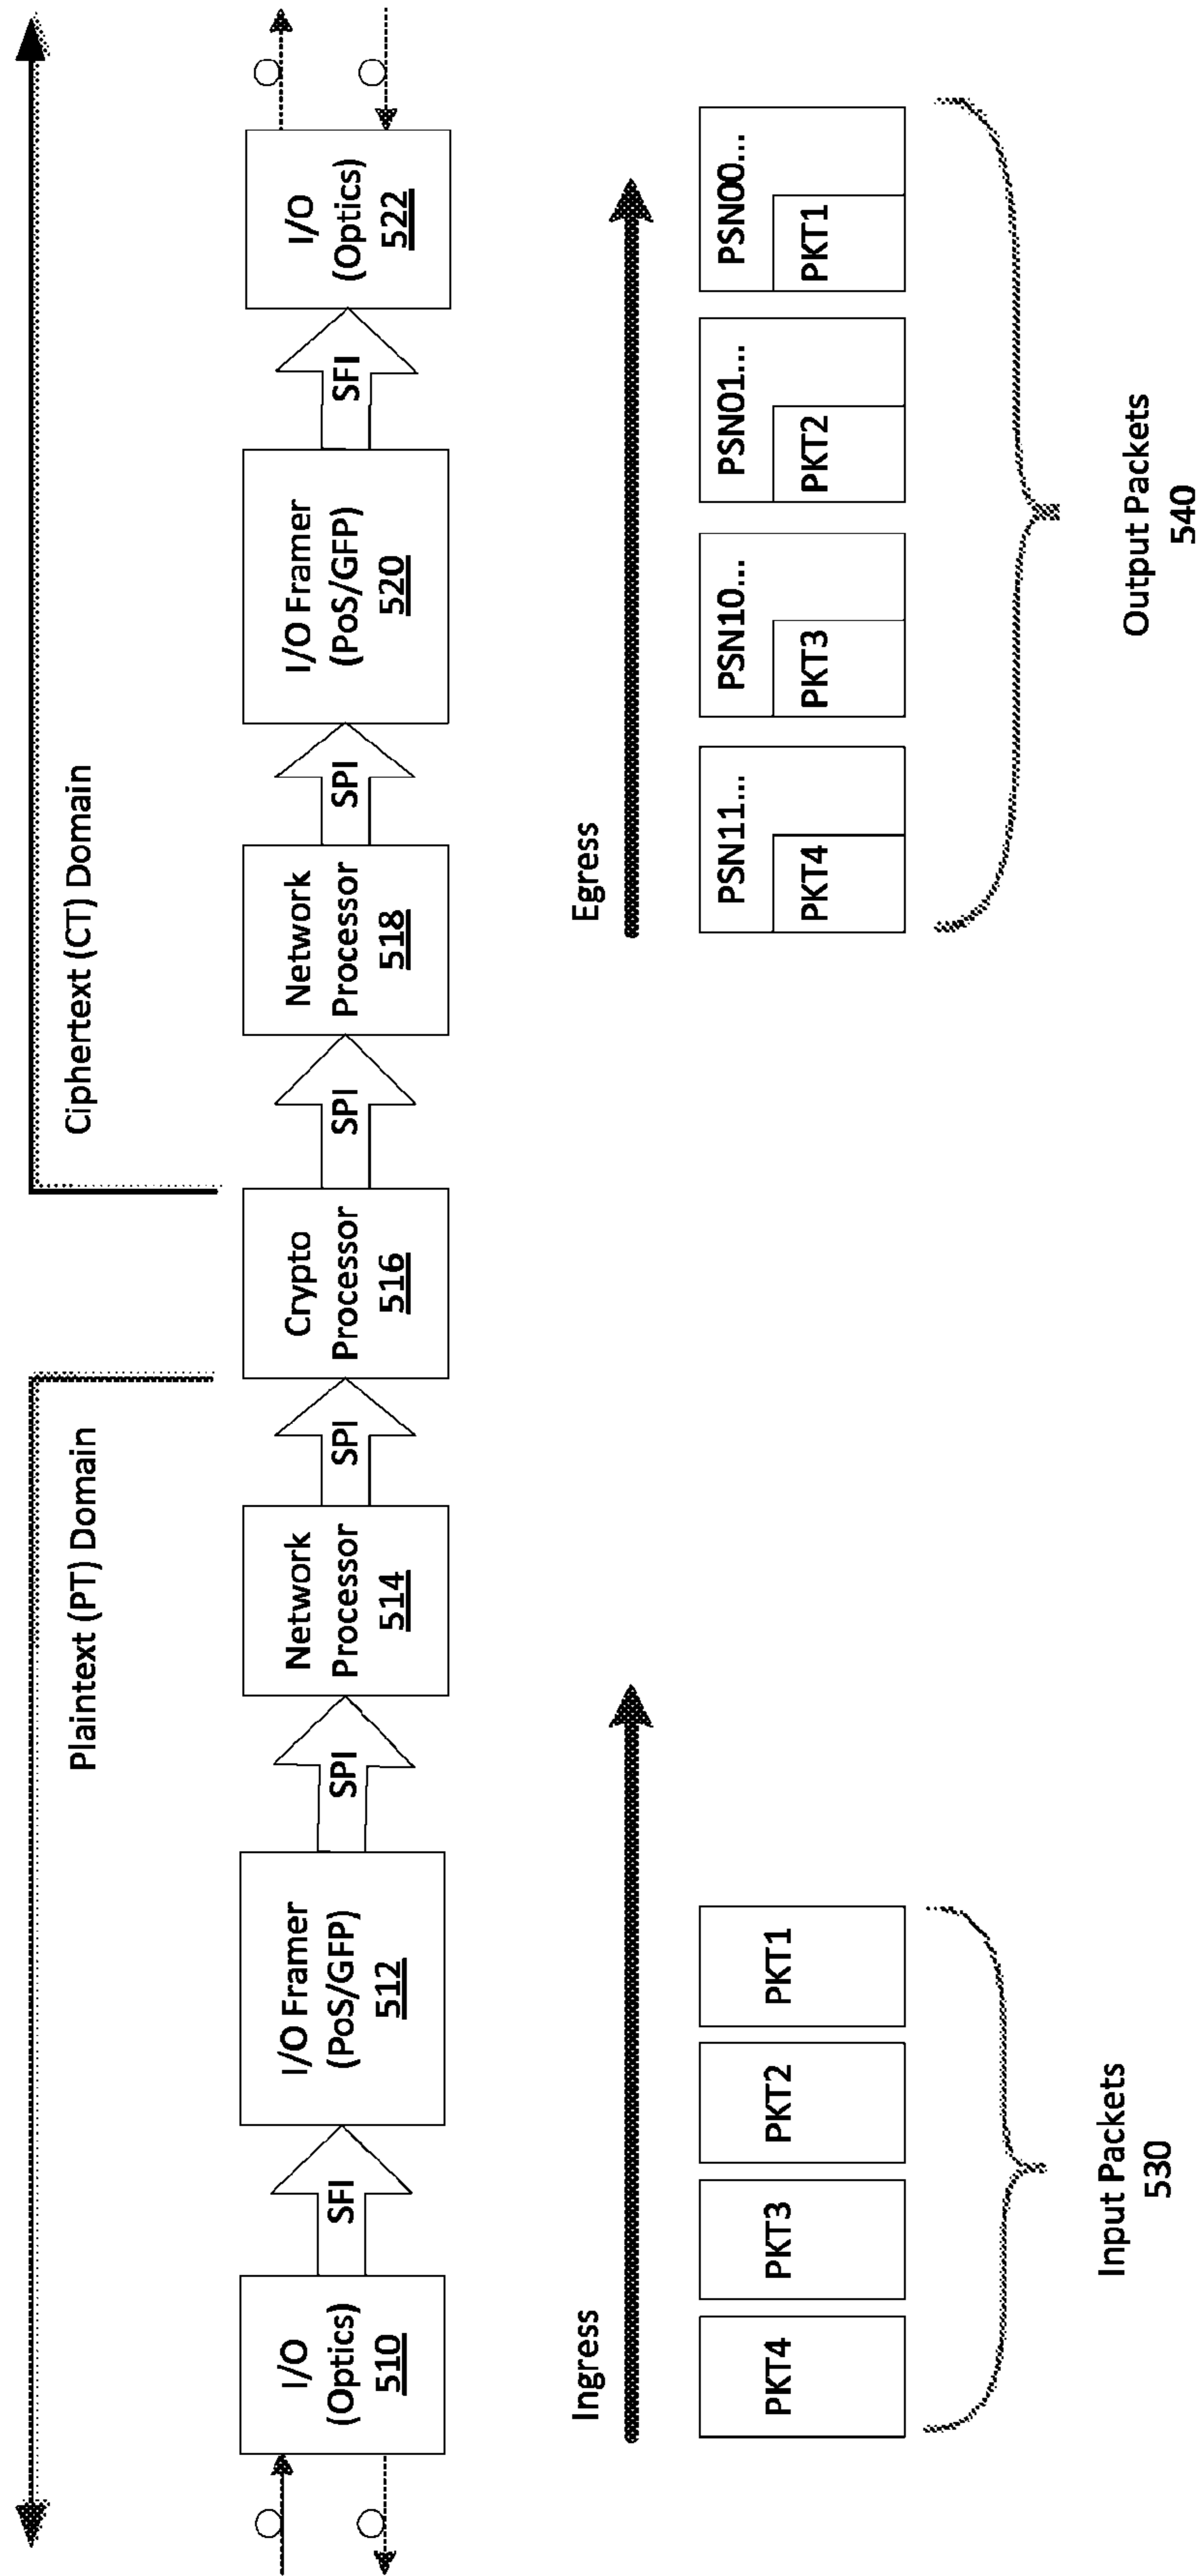 Plaintext (PT) Domain
Ciphertext (CT) Domain
I/O
(Optics)
510
SFI
I/O Framer
(PoS/GFP)
512
SPI
Network
Processor
514
SPI
Crypto
Processor
516
SPI
Network
Processor
518
SPI
I/O Framer
(PoS/GFP)
520
SFI
I/O
(Optics)
522
Ingress
PKT4
PKT3
PKT2
PKT1
Input Packets
530
Egress
PSN11...
PKT4
PSN10...
PKT3
PSN01...
PKT2
PSN00...
PKT1
Output Packets
540